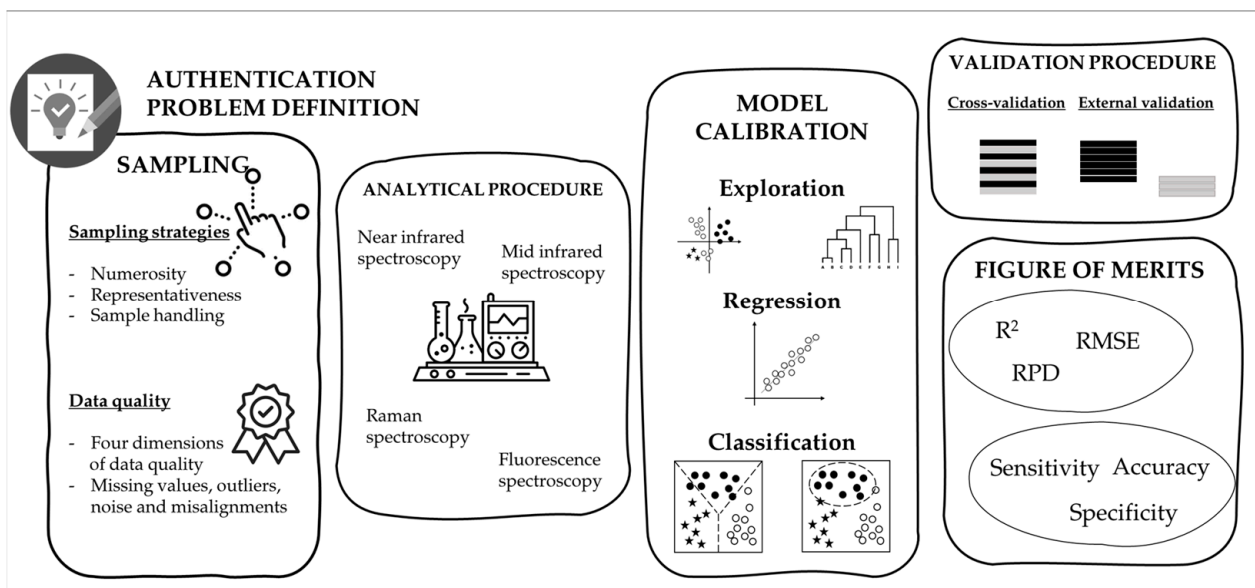 AUTHENTICATION
PROBLEM DEFINITION
SAMPLING
Sampling strategies
- Numerosity
- Representativeness
- Sample handling
Data quality
- Four dimensions
of data quality
- Missing values, outliers,
noise and misalignments
ANALYTICAL PROCEDURE
Near infrared
spectroscopy
Mid infrared
spectroscopy
Raman
spectroscopy
Fluorescence
spectroscopy
MODEL
CALIBRATION
Exploration
A B C D E F G H I
Regression
Classification
VALIDATION PROCEDURE
Cross-validation External validation
FIGURE OF MERITS
R²
RMSE
RPD
Sensitivity Accuracy
Specificity